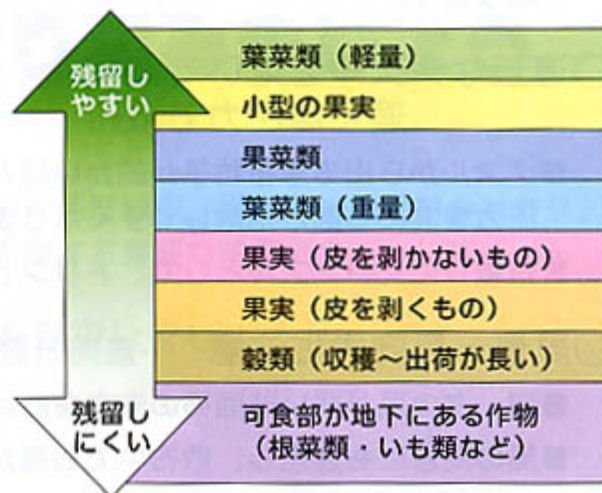 残留し
やすい
葉菜類（軽量）
小型の果実
果菜類
葉菜類（重量）
果実（皮を剥かないもの）
果実（皮を剥くもの）
穀類（収穫～出荷が長い）
残留し
にくい
可食部が地下にある作物
（根菜類・いも類など）